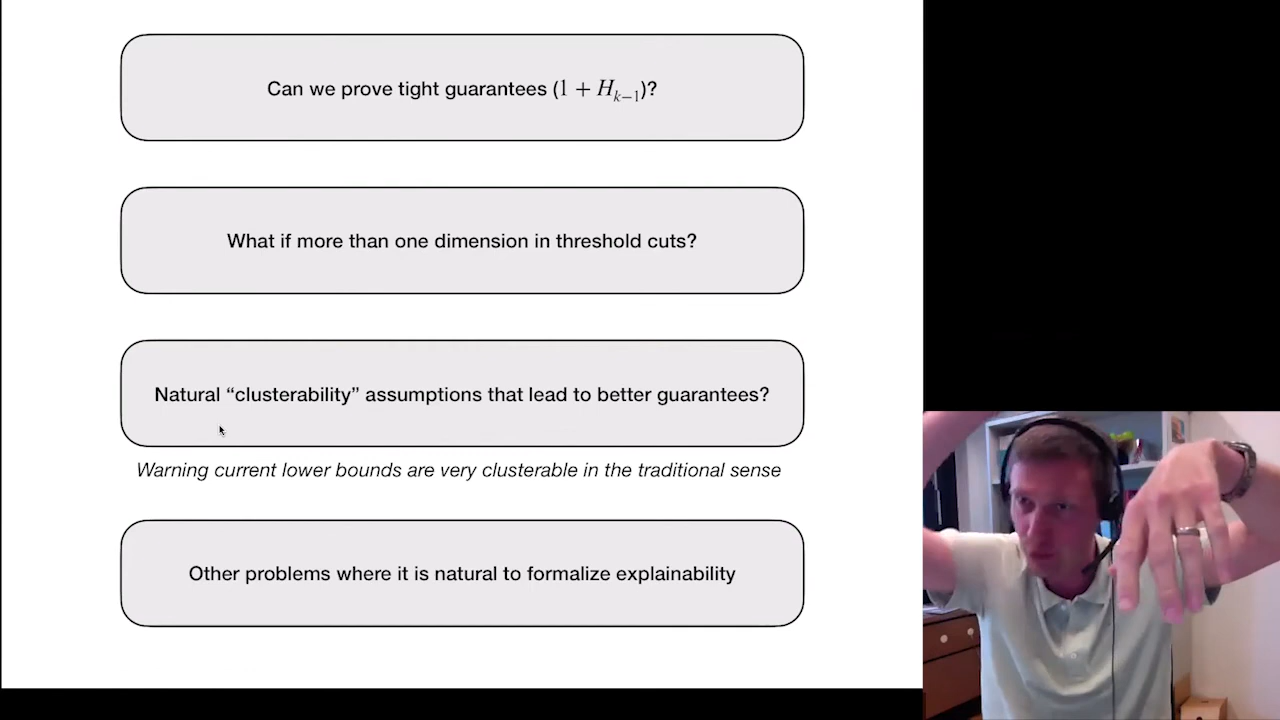 Can we prove tight guarantees (1 + H_{k−1})?
What if more than one dimension in threshold cuts?
Natural “clusterability” assumptions that lead to better guarantees?
Warning current lower bounds are very clusterable in the traditional sense
Other problems where it is natural to formalize explainability